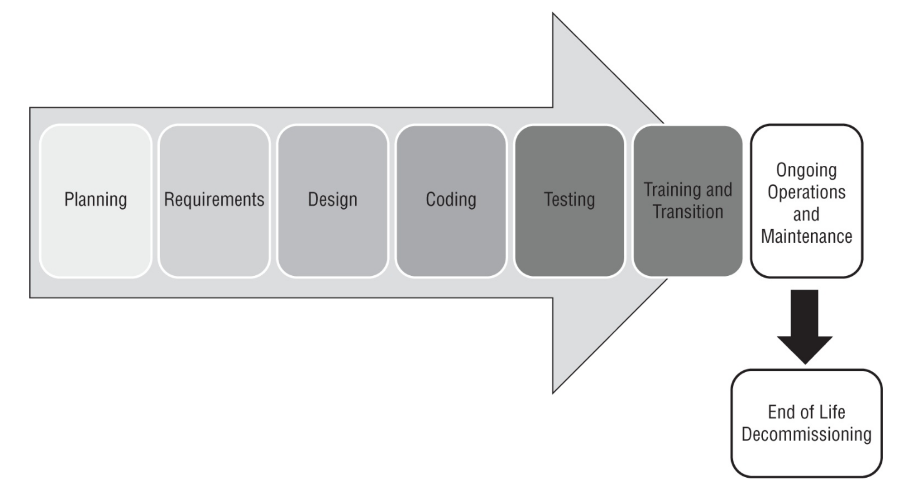 Planning
Requirements
Design
Coding
Testing
Training and
Transition
Ongoing
Operations
and
Maintenance
End of Life
Decommissioning